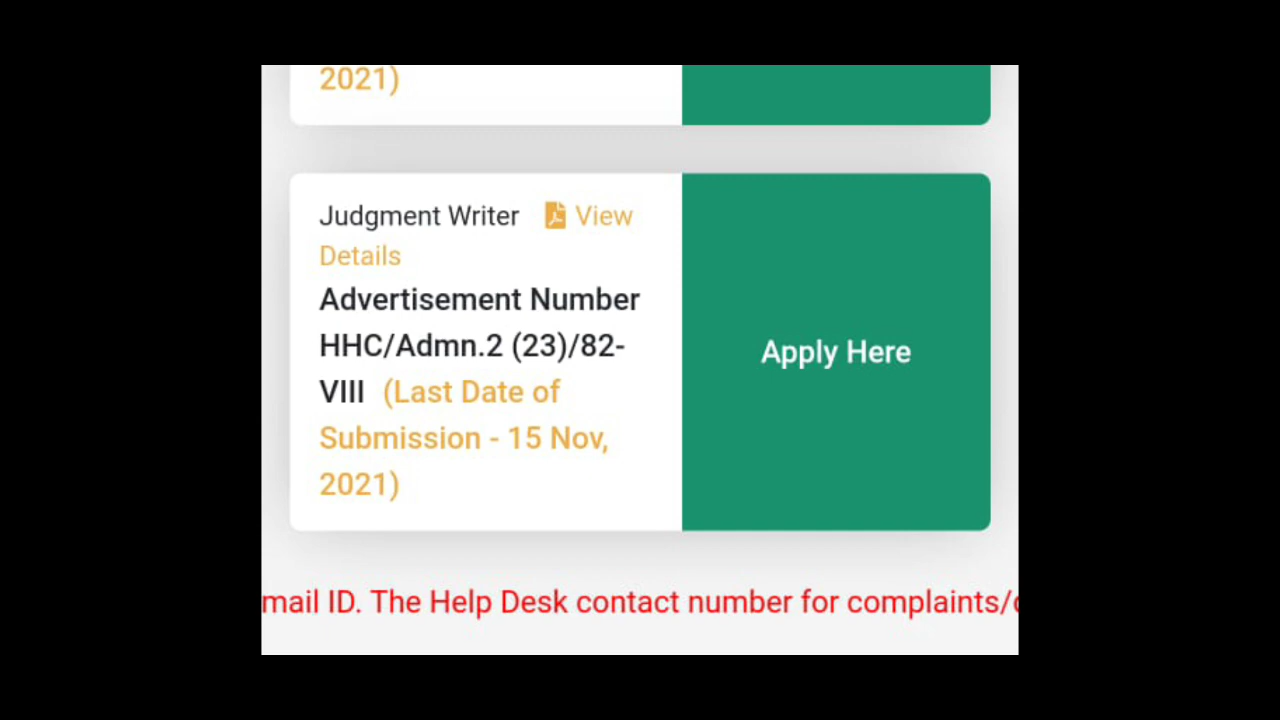 2021)
Judgment Writer View
Details
Advertisement Number
HHC/Admn.2 (23)/82-
VIII (Last Date of
Submission - 15 Nov,
2021)
Apply Here
mail ID. The Help Desk contact number for complaints/